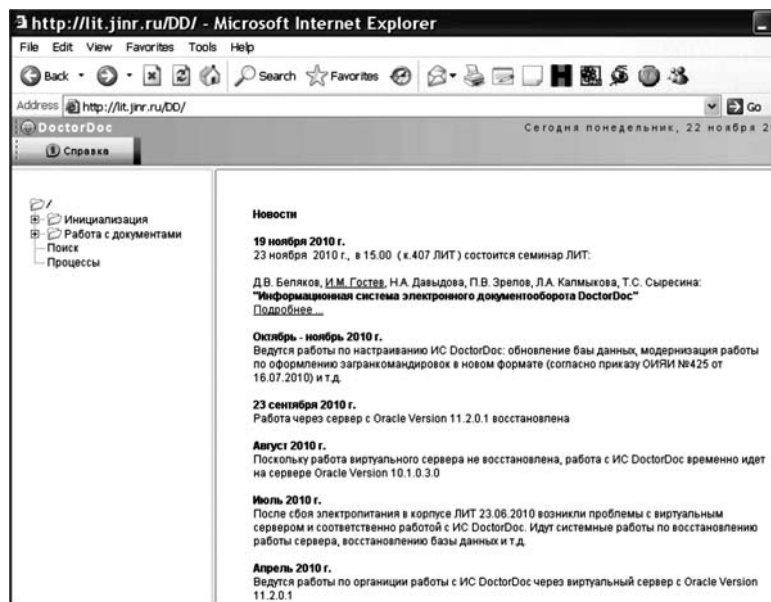 http://lit.jinr.ru/DD/ - Microsoft Internet Explorer
File Edit View Favorites Tools Help
Back Search Favorites
Address http://lit.jinr.ru/DD/ Go
DoctorDoc Сегодня понедельник, 22 ноября 2
Справка
/
Инициализация
Работа с документами
Поиск
Процессы
Новости
19 ноября 2010 г.
23 ноября 2010 г., в 15.00 ( к.407 ЛИТ ) состоится семинар ЛИТ:
Д.В. Беляков, И.М. Гостев, Н.А. Давыдова, П.В. Зрелов, Л.А. Калмыкова, Т.С. Сыресина:
"Информационная система электронного документооборота DoctorDoc"
Подробнее ...
Октябрь - ноябрь 2010 г.
Ведутся работы по настраиванию ИС DoctorDoc: обновление баы данных, модернизация работы
по оформлению загранкомандировок в новом формате (согласно приказу ОИЯИ №425 от
16.07.2010) и т.д.
23 сентября 2010 г.
Работа через сервер с Oracle Version 11.2.0.1 восстановлена
Август 2010 г.
Поскольку работа виртуального сервера не восстановлена, работа с ИС DoctorDoc временно идет
на сервере Oracle Version 10.1.0.3.0
Июль 2010 г.
После сбоя электропитания в корпусе ЛИТ 23.06.2010 возникли проблемы с виртуальным
сервером и соответственно работой с ИС DoctorDoc. Идут системные работы по восстановлению
работы сервера, восстановлению базы данных и т.д.
Апрель 2010 г.
Ведутся работы по органиции работы с ИС DoctorDoc через виртуальный сервер с Oracle Version
11.2.0.1